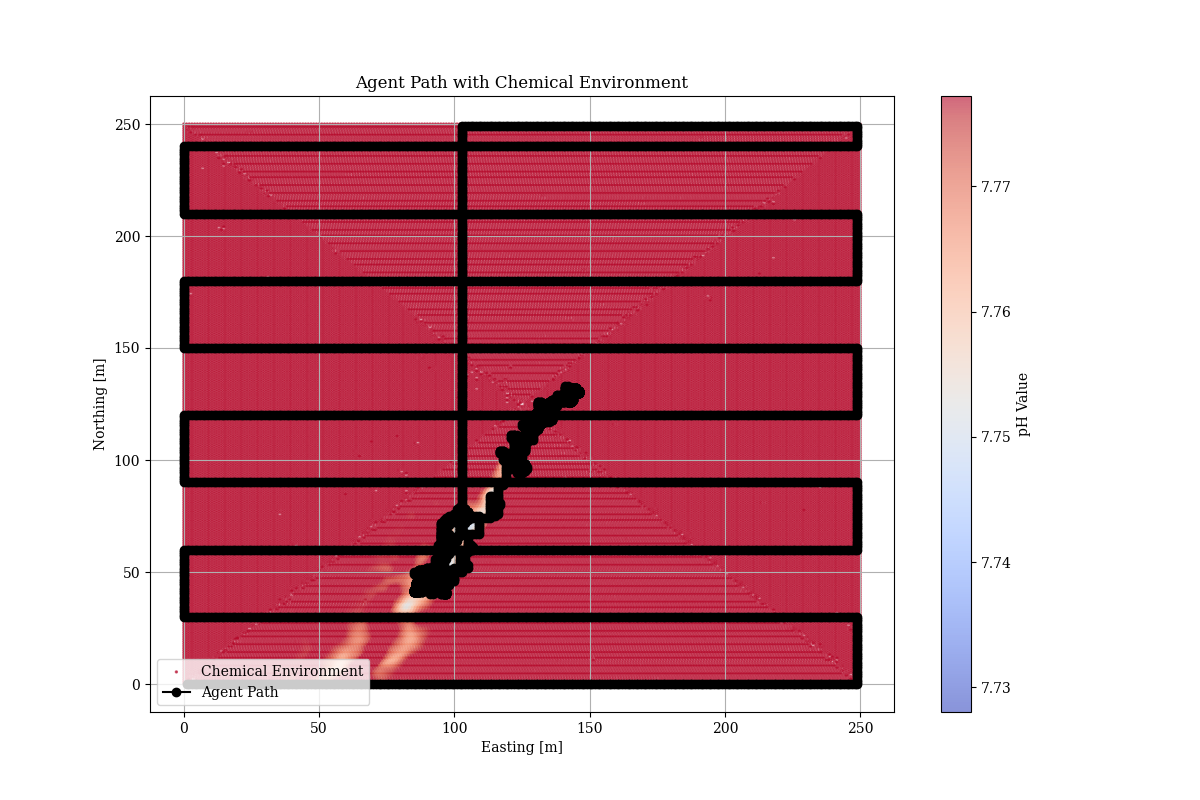 Agent Path with Chemical Environment
250
200
150
100
50
0
Northing [m]
0
50
100
150
200
250
Easting [m]
Chemical Environment
Agent Path
7.77
7.76
7.75
7.74
7.73
pH Value